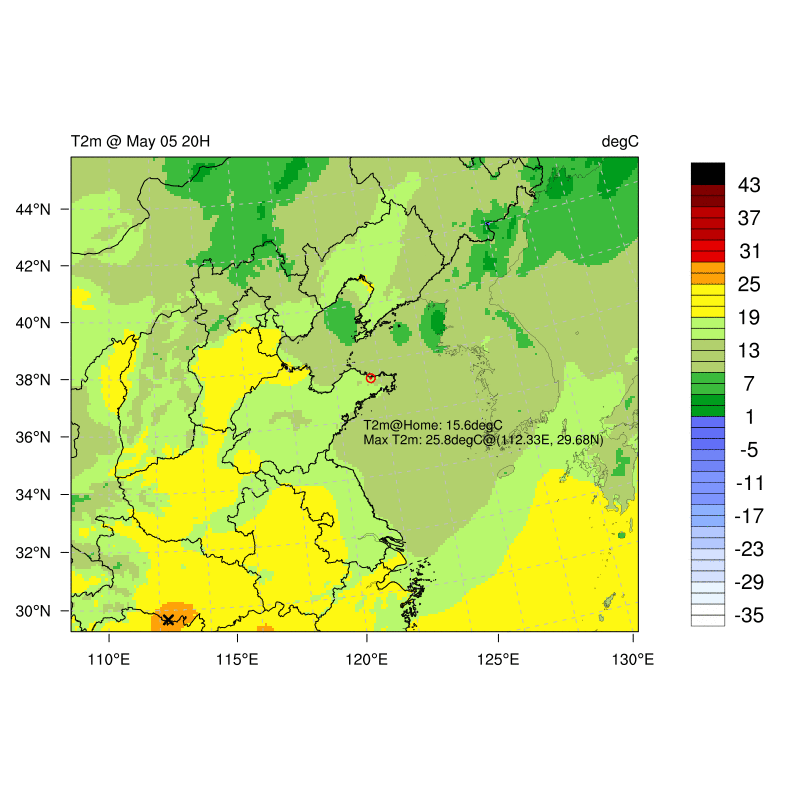 T2m @ May 05 20H
degC
44°N
42°N
40°N
38°N
36°N
34°N
32°N
30°N
110°E
115°E
120°E
125°E
130°E
T2m@Home: 15.6degC
Max T2m: 25.8degC@(112.33E, 29.68N)
43
37
31
25
19
13
7
1
-5
-11
-17
-23
-29
-35